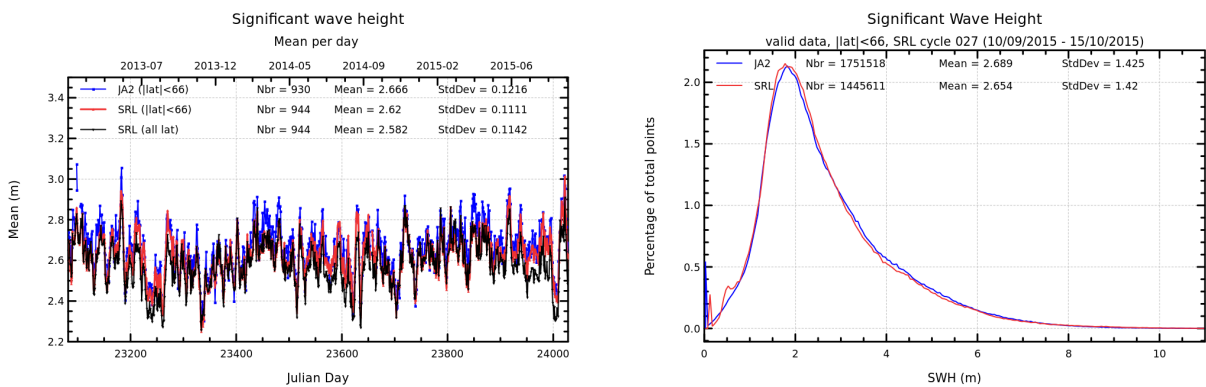 Significant wave height
Mean per day
2013-07 2013-12 2014-05 2014-09 2015-02 2015-06
JA2 (|lat|<66) Nbr = 930 Mean = 2.666 StdDev = 0.1216
SRL (|lat|<66) Nbr = 944 Mean = 2.62 StdDev = 0.1111
SRL (all lat) Nbr = 944 Mean = 2.582 StdDev = 0.1142
3.4
3.2
3.0
2.8
2.6
2.4
2.2
Mean (m)
23200 23400 23600 23800 24000
Julian Day
Significant Wave Height
valid data, |lat|<66, SRL cycle 027 (10/09/2015 - 15/10/2015)
JA2 Nbr = 1751518 Mean = 2.689 StdDev = 1.425
SRL Nbr = 1445611 Mean = 2.654 StdDev = 1.42
2.0
1.5
1.0
0.5
0.0
Percentage of total points
0 2 4 6 8 10
SWH (m)